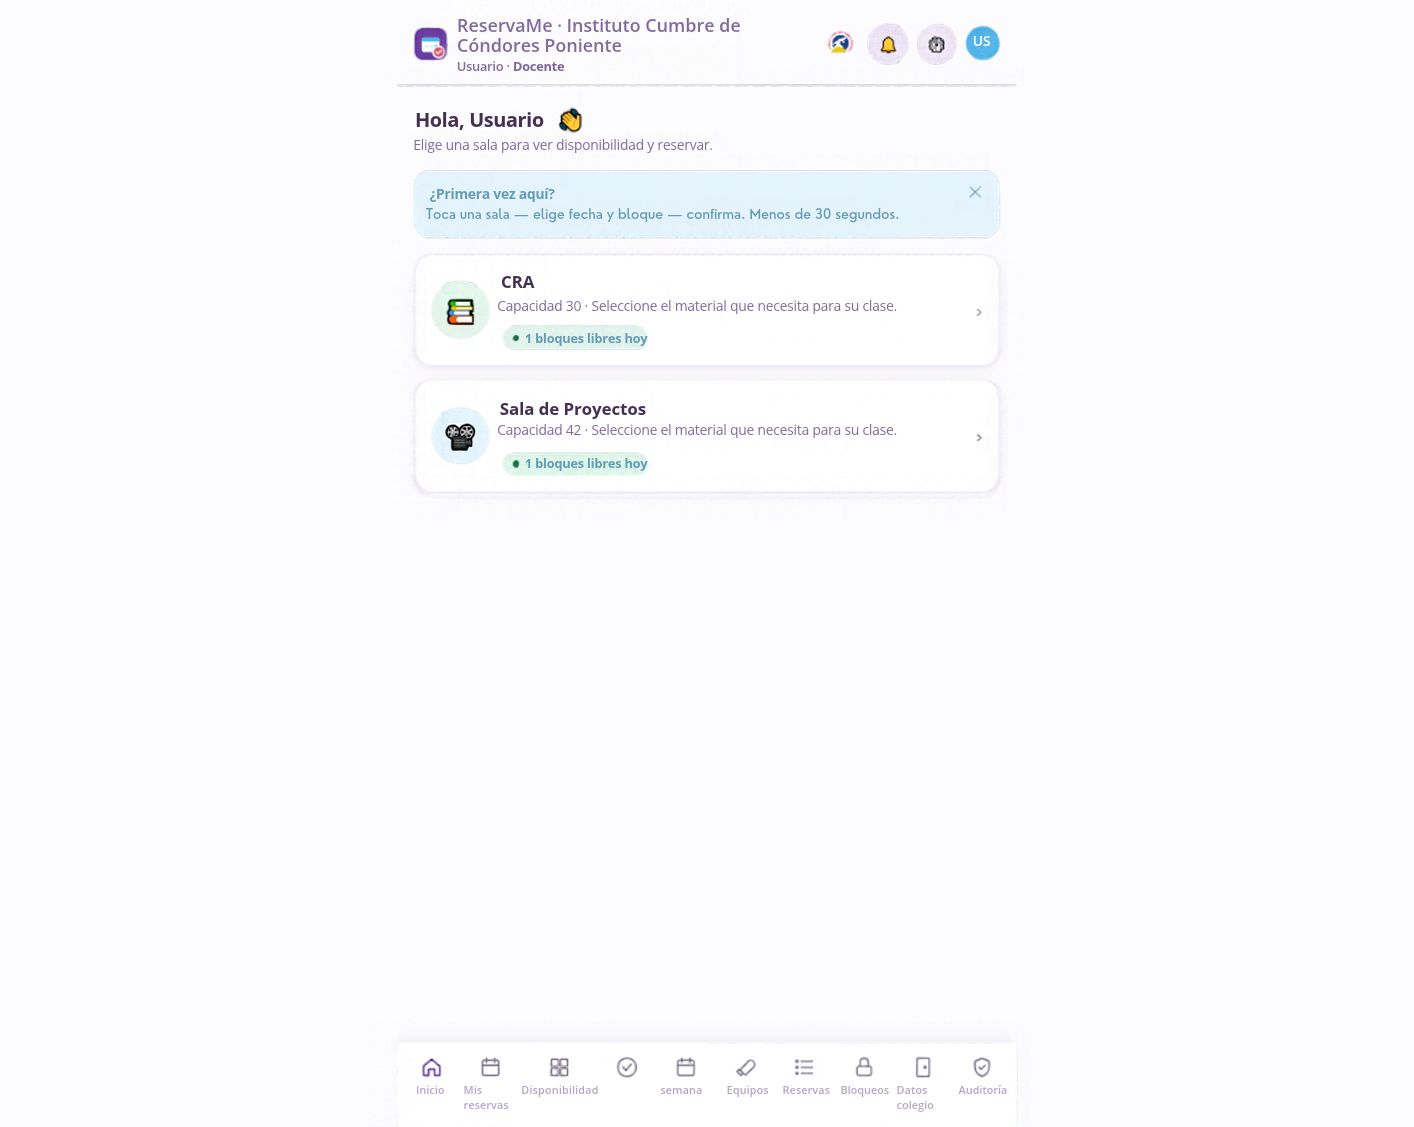 ReservaMe · Instituto Cumbre de
Cóndores Poniente
Usuario · Docente
US
Hola, Usuario
Elige una sala para ver disponibilidad y reservar.
¿Primera vez aquí?
Toca una sala — elige fecha y bloque — confirma. Menos de 30 segundos.
CRA
Capacidad 30 · Seleccione el material que necesita para su clase.
1 bloques libres hoy
Sala de Proyectos
Capacidad 42 · Seleccione el material que necesita para su clase.
1 bloques libres hoy
Inicio
Mis
reservas
Disponibilidad
semana
Equipos
Reservas
Bloqueos
Datos
colegio
Auditoría